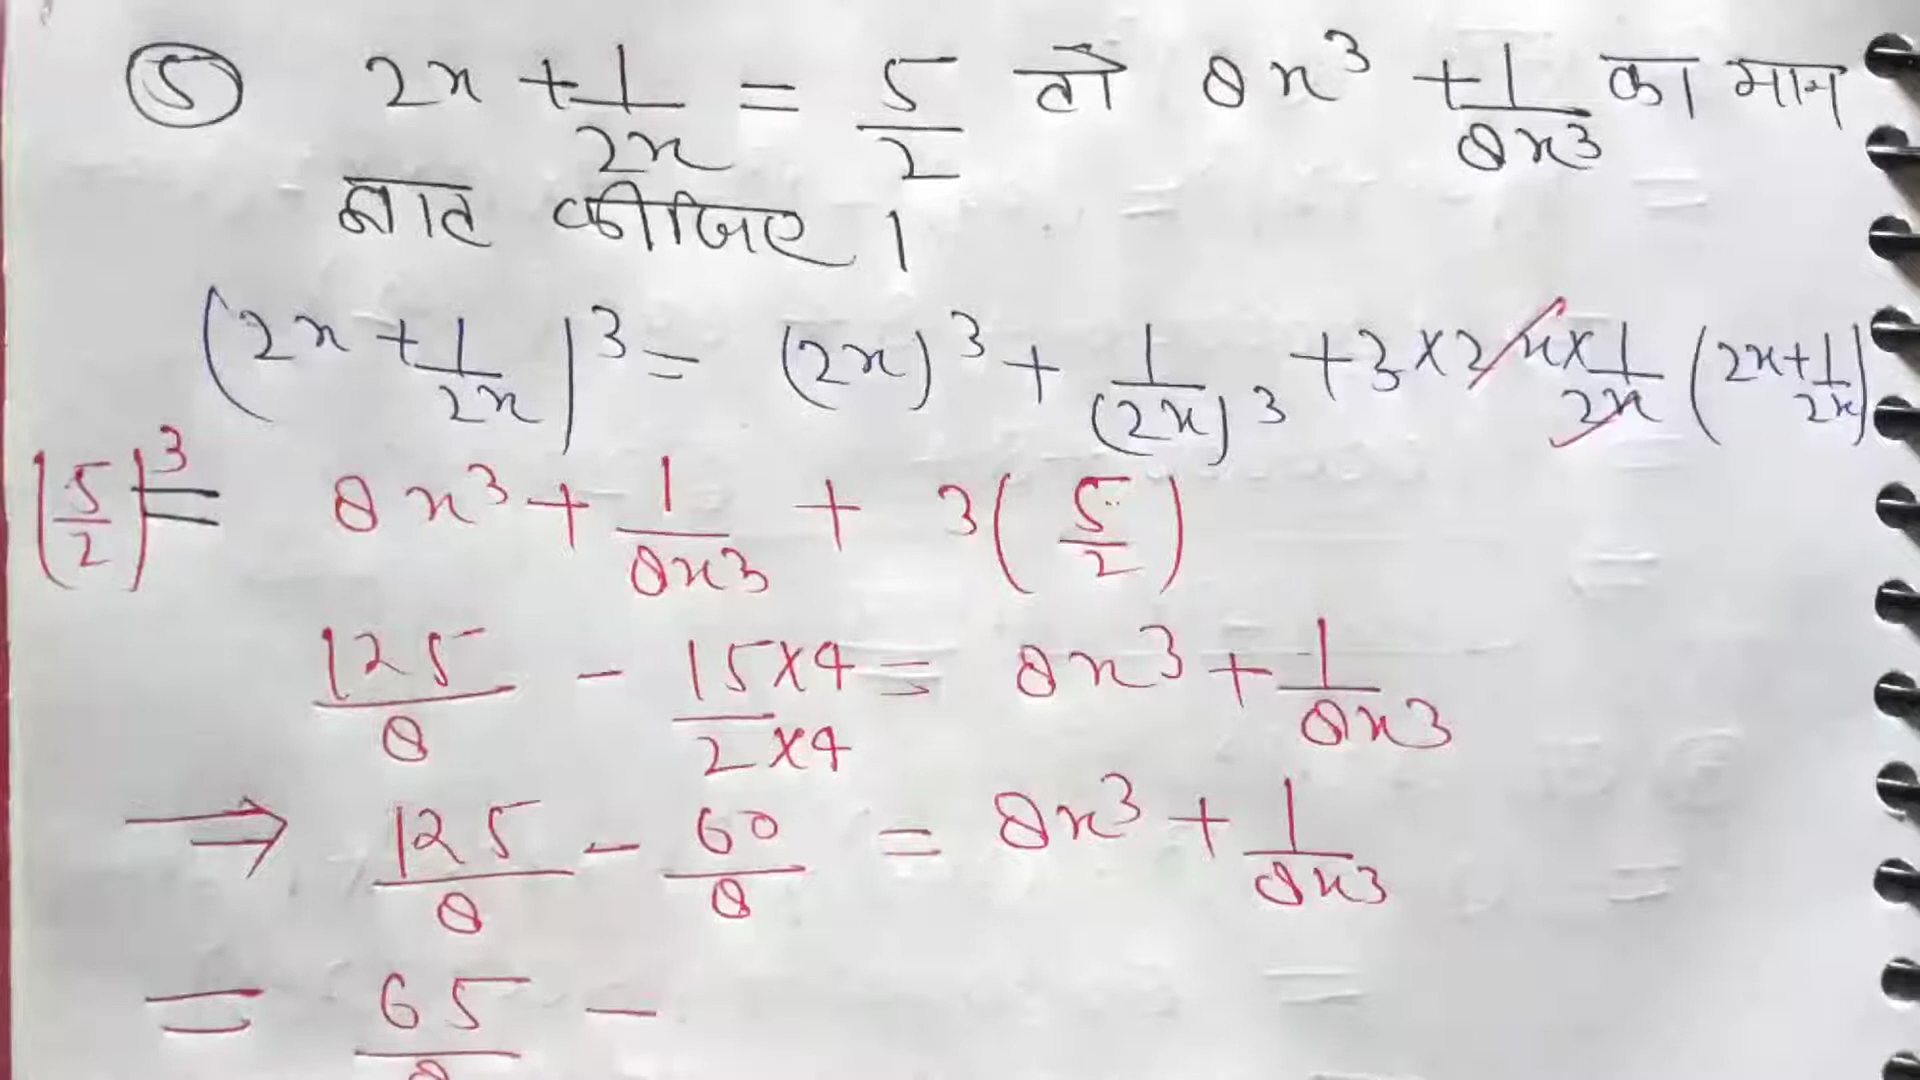 ⑤ 2x + 1/2x = 5/2 तो 8x³ + 1/8x³ का मान
ज्ञात कीजिए ।
(2x + 1/2x)³ = (2x)³ + 1/(2x)³ + 3×2x×1/2x (2x+1/2x)
(5/2)³ = 8x³ + 1/8x³ + 3(5/2)
125/8 - 15×4/2×4 = 8x³ + 1/8x³
⇒ 125/8 - 60/8 = 8x³ + 1/8x³
= 65/8 -